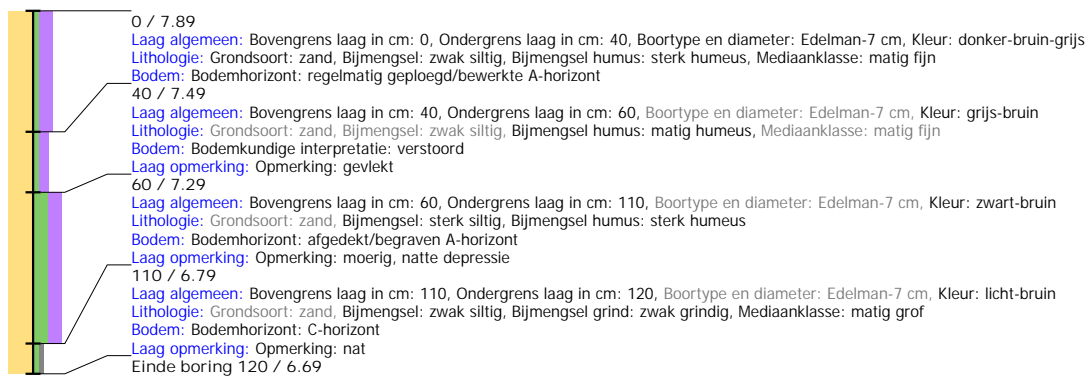 0 / 7.89
Laag algemeen: Bovengrens laag in cm: 0, Ondergrens laag in cm: 40, Boortype en diameter: Edelman-7 cm, Kleur: donker-bruin-grijs
Lithologie: Grondsoort: zand, Bijmengsel: zwak siltig, Bijmengsel humus: sterk humeus, Mediaanklasse: matig fijn
Bodem: Bodemhorizont: regelmatig geploegd/bewerkte A-horizont
40 / 7.49
Laag algemeen: Bovengrens laag in cm: 40, Ondergrens laag in cm: 60, Boortype en diameter: Edelman-7 cm, Kleur: grijs-bruin
Lithologie: Grondsoort: zand, Bijmengsel: zwak siltig, Bijmengsel humus: matig humeus, Mediaanklasse: matig fijn
Bodem: Bodemkundige interpretatie: verstoord
Laag opmerking: Opmerking: gevlekt
60 / 7.29
Laag algemeen: Bovengrens laag in cm: 60, Ondergrens laag in cm: 110, Boortype en diameter: Edelman-7 cm, Kleur: zwart-bruin
Lithologie: Grondsoort: zand, Bijmengsel: sterk siltig, Bijmengsel humus: sterk humeus
Bodem: Bodemhorizont: afgedekt/begraven A-horizont
Laag opmerking: Opmerking: moerig, natte depressie
110 / 6.79
Laag algemeen: Bovengrens laag in cm: 110, Ondergrens laag in cm: 120, Boortype en diameter: Edelman-7 cm, Kleur: licht-bruin
Lithologie: Grondsoort: zand, Bijmengsel: zwak siltig, Bijmengsel grind: zwak grindig, Mediaanklasse: matig grof
Bodem: Bodemhorizont: C-horizont
Laag opmerking: Opmerking: nat
Einde boring 120 / 6.69